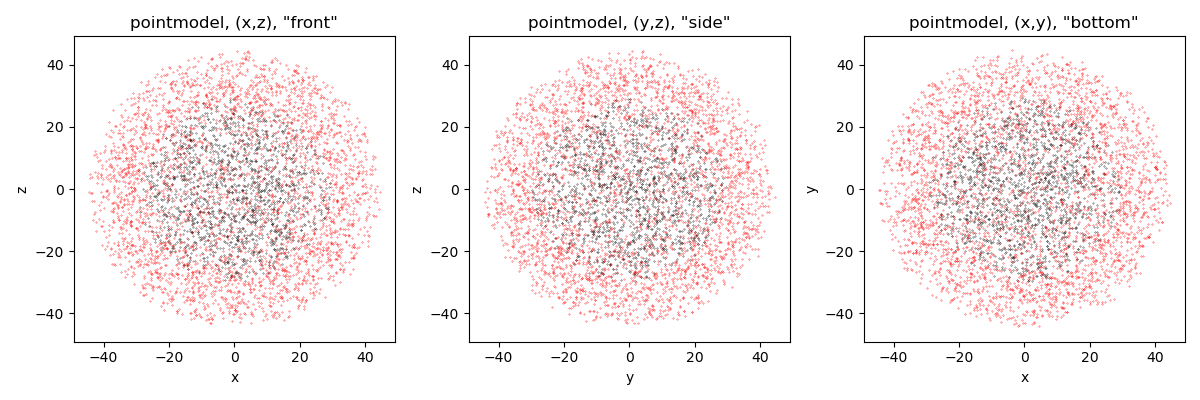 pointmodel, (x,z), "front"
40
20
0
−20
−40
z
−40 −20 0 20 40
x
pointmodel, (y,z), "side"
40
20
0
−20
−40
z
−40 −20 0 20 40
y
pointmodel, (x,y), "bottom"
40
20
0
−20
−40
y
−40 −20 0 20 40
x